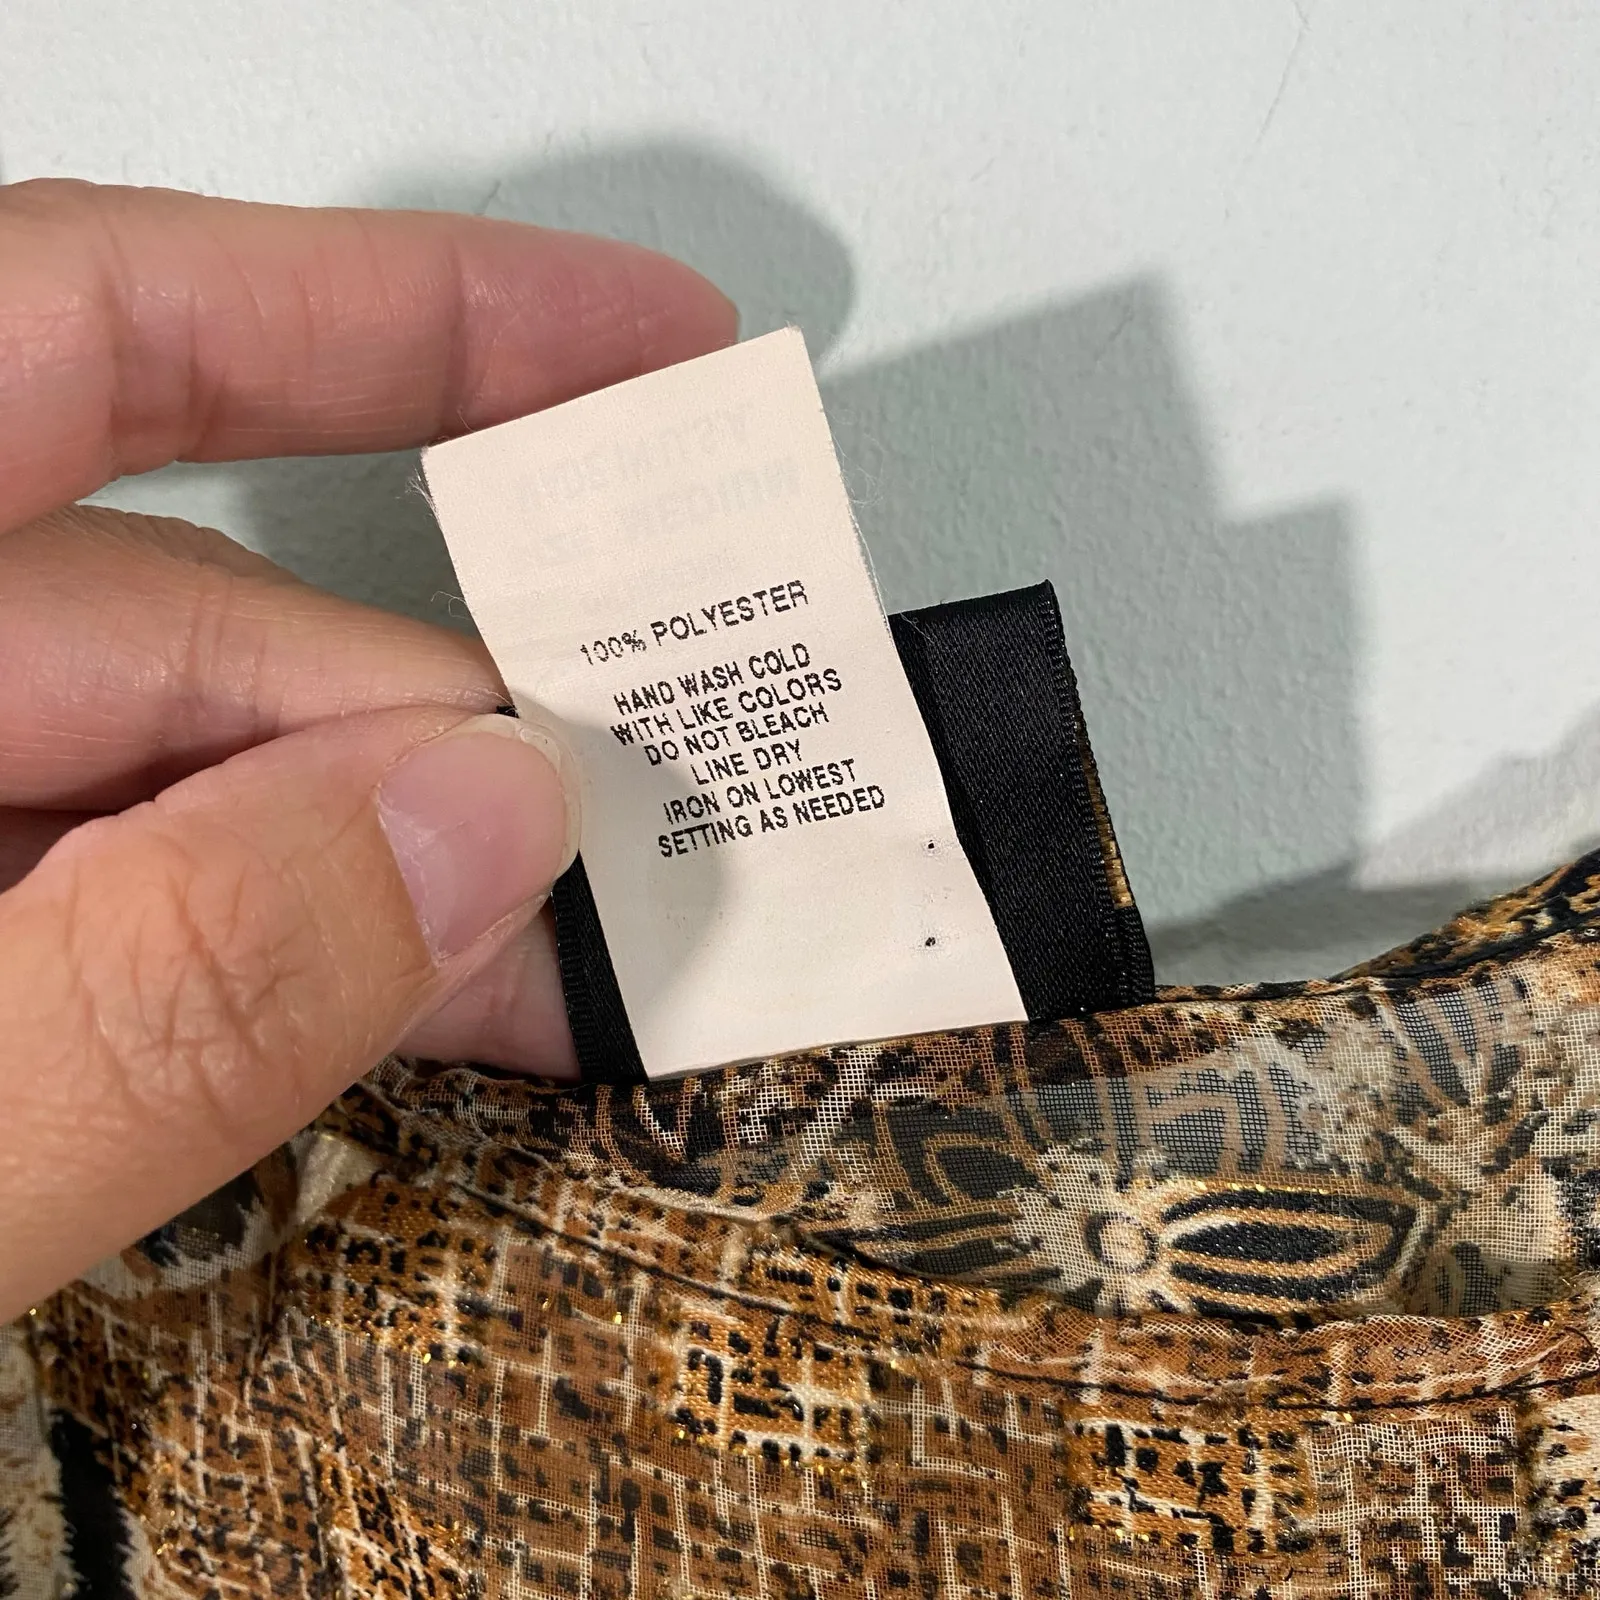 100% POLYESTER
HAND WASH COLD
WITH LIKE COLORS
DO NOT BLEACH
LINE DRY
IRON ON LOWEST
SETTING AS NEEDED